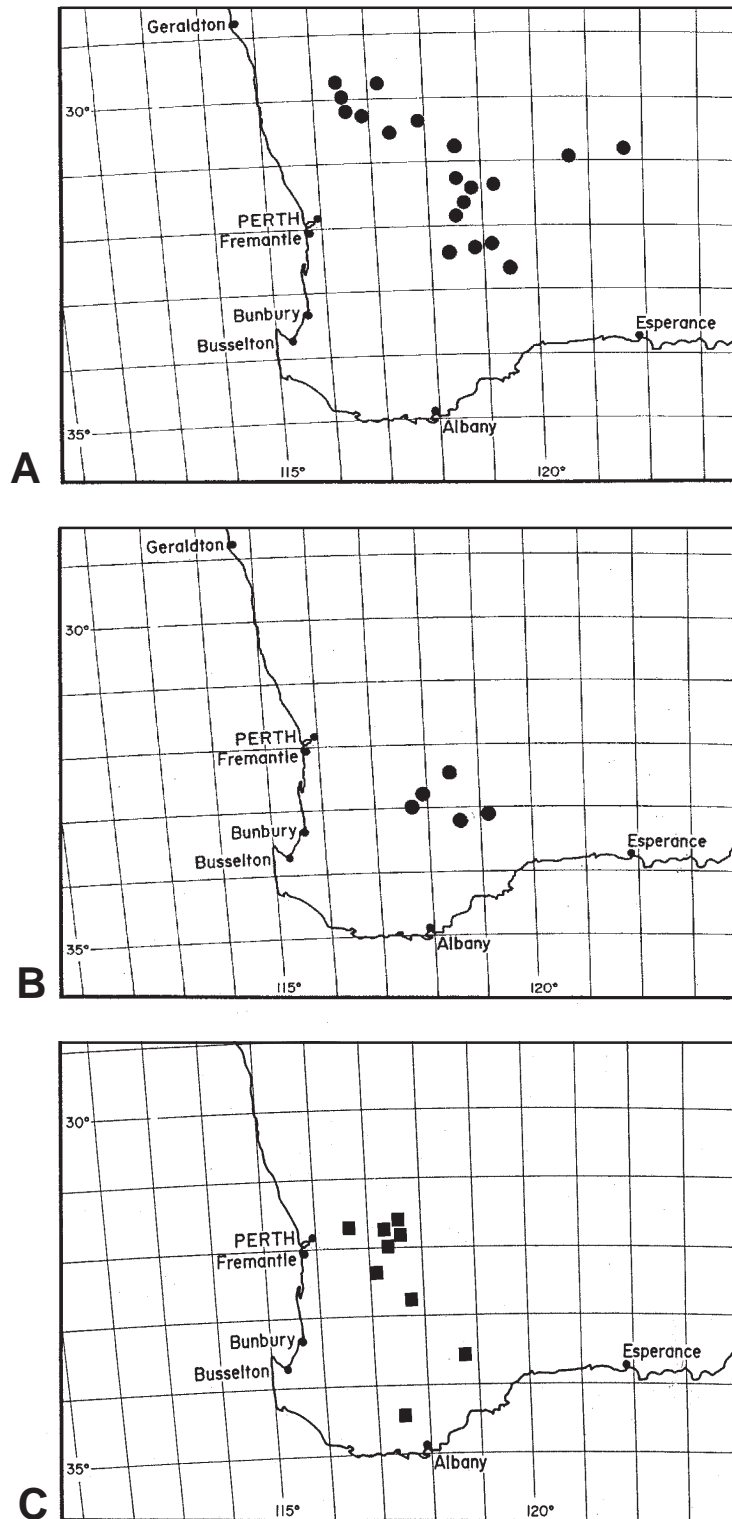 Geraldton
30°
PERTH
Fremantle
Bunbury
Busselton
Esperance
Albany
35°
115°
120°
A
Geraldton
30°
PERTH
Fremantle
Bunbury
Busselton
Esperance
Albany
35°
115°
120°
B
30°
PERTH
Fremantle
Bunbury
Busselton
Esperance
Albany
35°
115°
120°
C